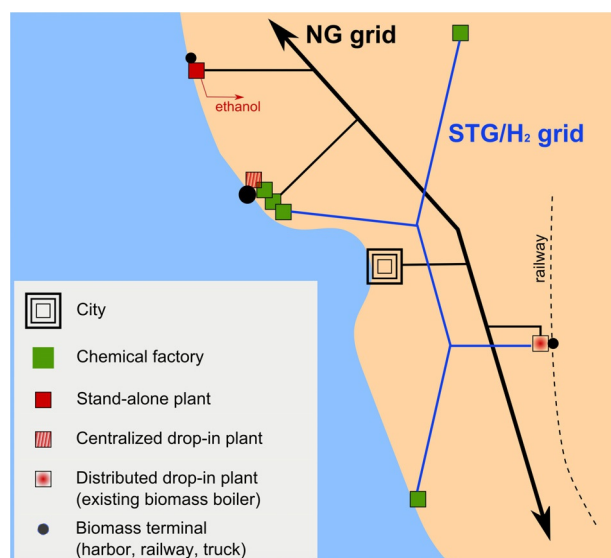 NG grid
ethanol
STG/H₂ grid
railway
City
Chemical factory
Stand-alone plant
Centralized drop-in plant
Distributed drop-in plant
(existing biomass boiler)
Biomass terminal
(harbor, railway, truck)